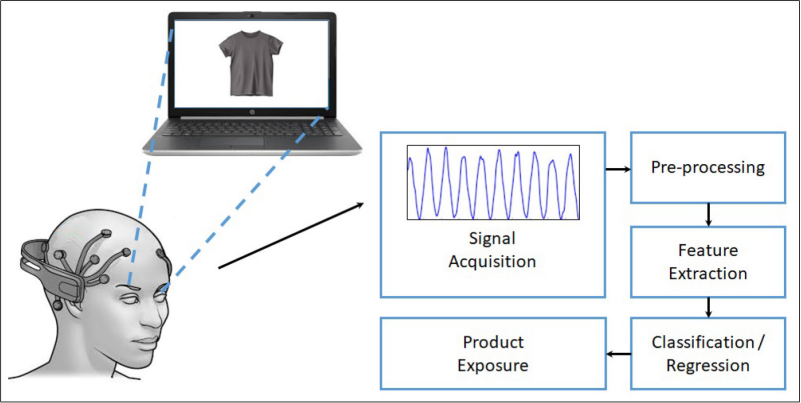 Signal
Acquisition
Pre-processing
Feature
Extraction
Classification /
Regression
Product
Exposure